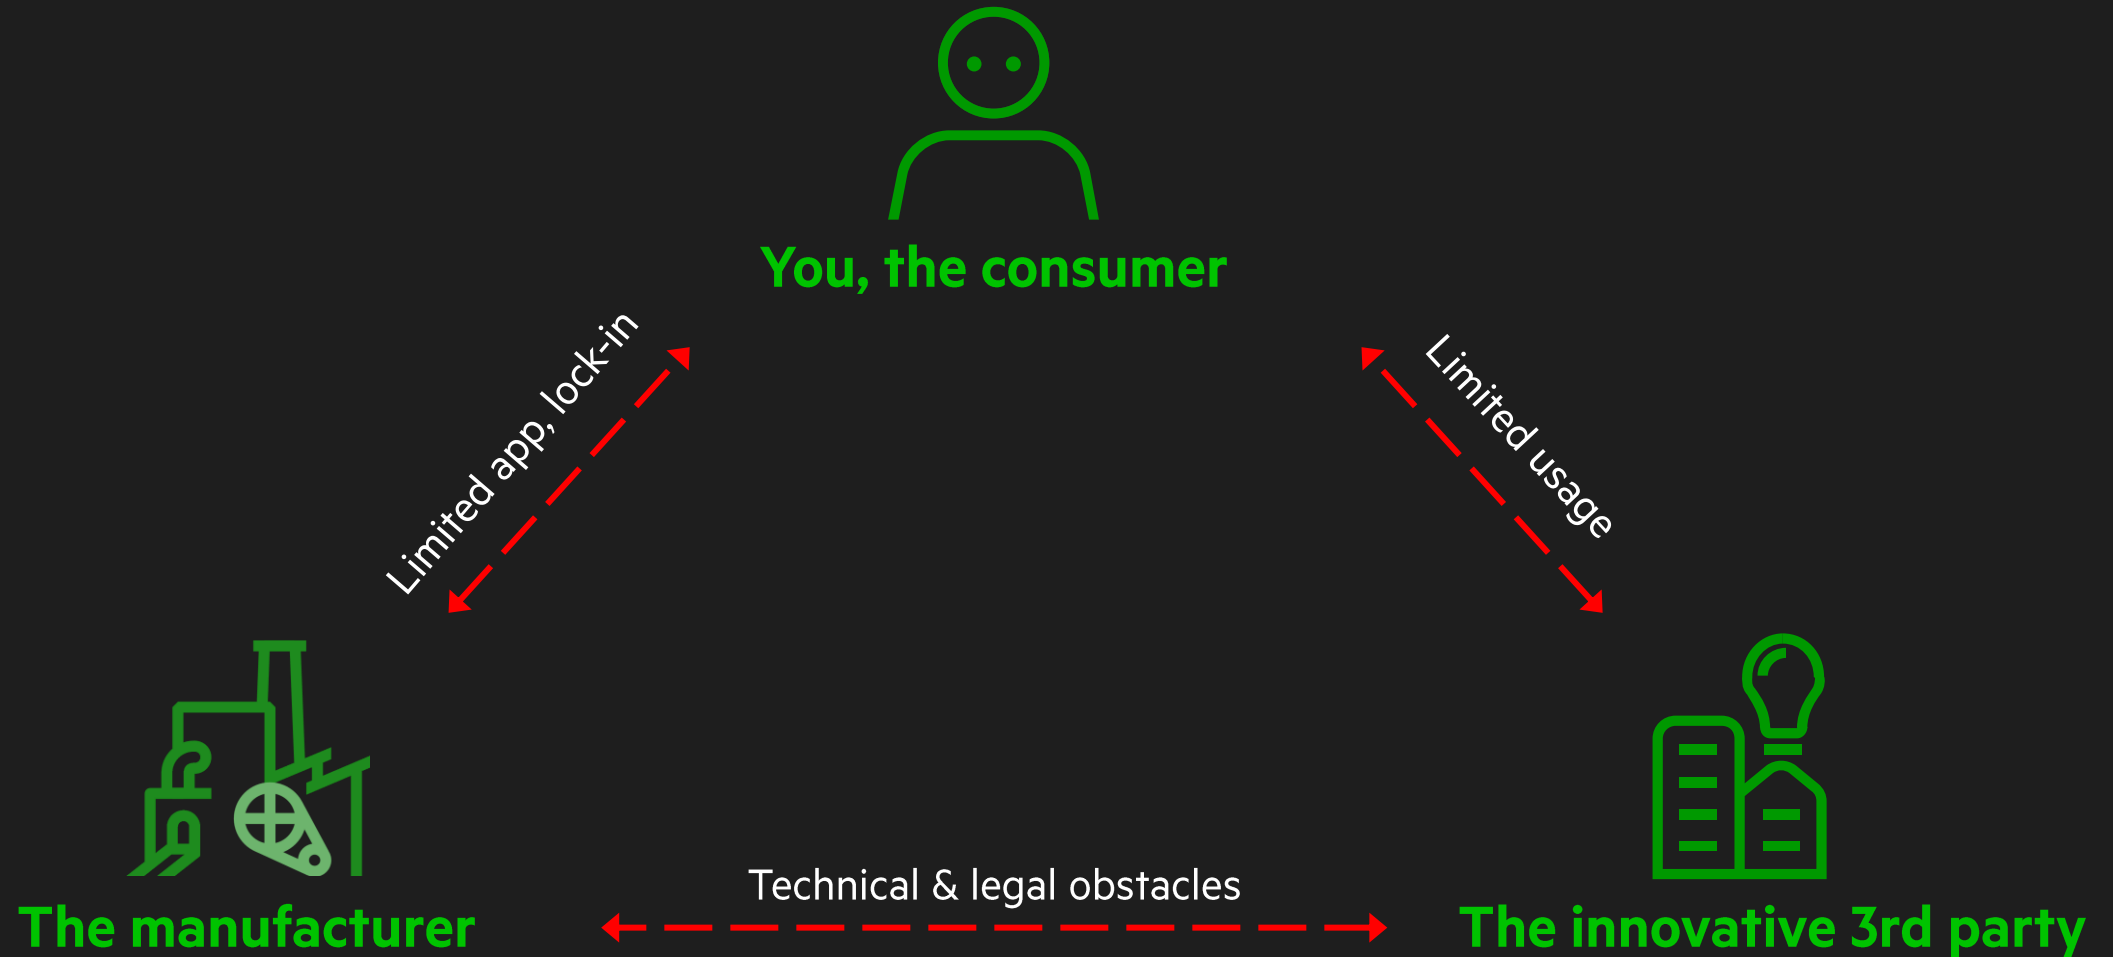 You, the consumer
Limited app, lock-in
Limited usage
Technical & legal obstacles
The manufacturer
The innovative 3rd party